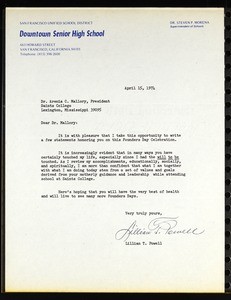 SAN FRANCISCO UNIFIED SCHOOL DISTRICT
DR. STEVEN P. MORENA
Superintendent of Schools
Downtown Senior High School
SAN FRANCISCO, CALIFORNIA
April 15, 1974
Dr. Arenia C. Mallory, President
Saints College
Lexington, Mississippi 39095
Dear Dr. Mallory:
It is with pleasure that I take this opportunity to write
a few statements honoring you on this Founders Day Celebration.
It is increasingly evident that in many ways you have
certainly touched my life, especially since I had the will to be
touched. As I review my accomplishments, educationally, socially,
and spiritually, I am more than confident that what I am together
with what I am doing today stem from a set of values and goals
derived from your motherly guidance and leadership while attending
school at Saints College.
Here's hoping that you will have the very best of health
and will live to see many more Founders Days.
Very truly yours,
Lillian T. Powell
Lillian T. Powell